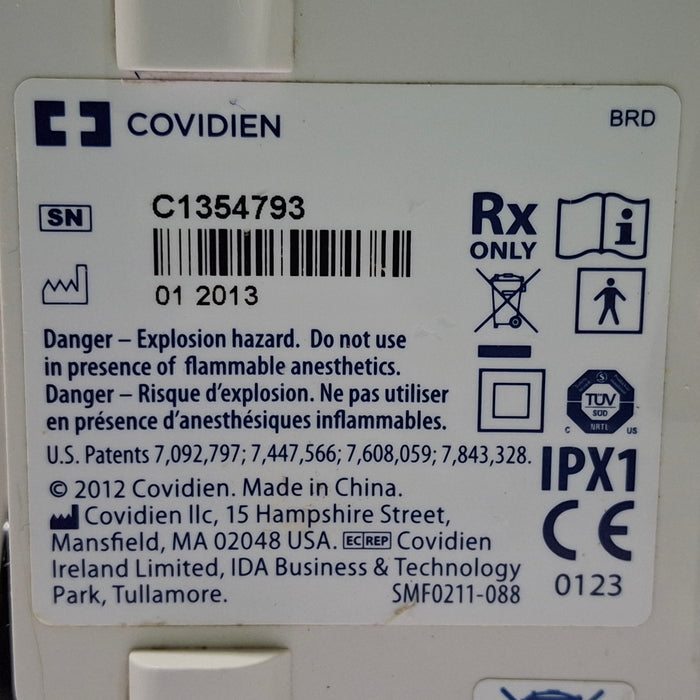 COVIDIEN
BRD
SN
C1354793
01 2013
Rx
ONLY
i
Danger – Explosion hazard. Do not use
in presence of flammable anesthetics.
Danger – Risque d'explosion. Ne pas utiliser
en présence d'anesthésiques inflammables.
TÜV
SÜD
NRTL
C US
U.S. Patents 7,092,797; 7,447,566; 7,608,059; 7,843,328.
IPX1
© 2012 Covidien. Made in China.
Covidien llc, 15 Hampshire Street,
Mansfield, MA 02048 USA. EC REP Covidien
Ireland Limited, IDA Business & Technology
Park, Tullamore.
SMF0211-088
CE
0123